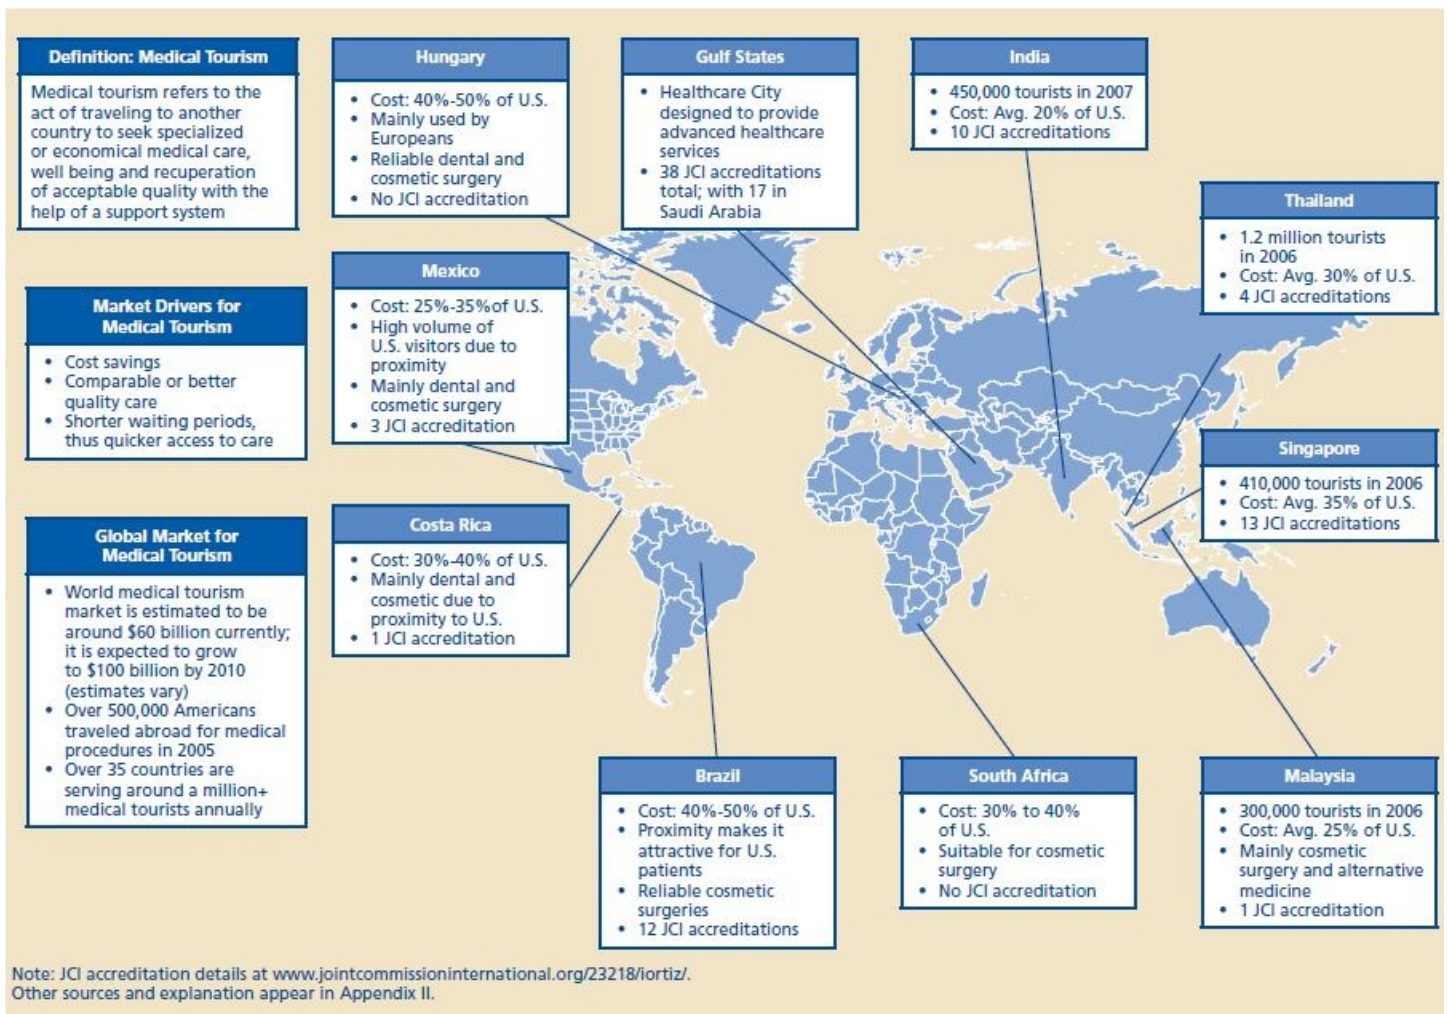 Definition: Medical Tourism
Medical tourism refers to the
act of traveling to another
country to seek specialized
or economical medical care,
well being and recuperation
of acceptable quality with the
help of a support system
Market Drivers for
Medical Tourism
• Cost savings
• Comparable or better
quality care
• Shorter waiting periods,
thus quicker access to care
Global Market for
Medical Tourism
• World medical tourism
market is estimated to be
around $60 billion currently;
it is expected to grow
to $100 billion by 2010
(estimates vary)
• Over 500,000 Americans
traveled abroad for medical
procedures in 2005
• Over 35 countries are
serving around a million+
medical tourists annually
Hungary
• Cost: 40%-50% of U.S.
• Mainly used by
Europeans
• Reliable dental and
cosmetic surgery
• No JCI accreditation
Mexico
• Cost: 25%-35%of U.S.
• High volume of
U.S. visitors due to
proximity
• Mainly dental and
cosmetic surgery
• 3 JCI accreditation
Costa Rica
• Cost: 30%-40% of U.S.
• Mainly dental and
cosmetic due to
proximity to U.S.
• 1 JCI accreditation
Gulf States
• Healthcare City
designed to provide
advanced healthcare
services
• 38 JCI accreditations
total; with 17 in
Saudi Arabia
India
• 450,000 tourists in 2007
• Cost: Avg. 20% of U.S.
• 10 JCI accreditations
Thailand
• 1.2 million tourists
in 2006
• Cost: Avg. 30% of U.S.
• 4 JCI accreditations
Singapore
• 410,000 tourists in 2006
• Cost: Avg. 35% of U.S.
• 13 JCI accreditations
Brazil
• Cost: 40%-50% of U.S.
• Proximity makes it
attractive for U.S.
patients
• Reliable cosmetic
surgeries
• 12 JCI accreditations
South Africa
• Cost: 30% to 40%
of U.S.
• Suitable for cosmetic
surgery
• No JCI accreditation
Malaysia
• 300,000 tourists in 2006
• Cost: Avg. 25% of U.S.
• Mainly cosmetic
surgery and alternative
medicine
• 1 JCI accreditation
Note: JCI accreditation details at www.jointcommissioninternational.org/23218/iortiz/.
Other sources and explanation appear in Appendix II.